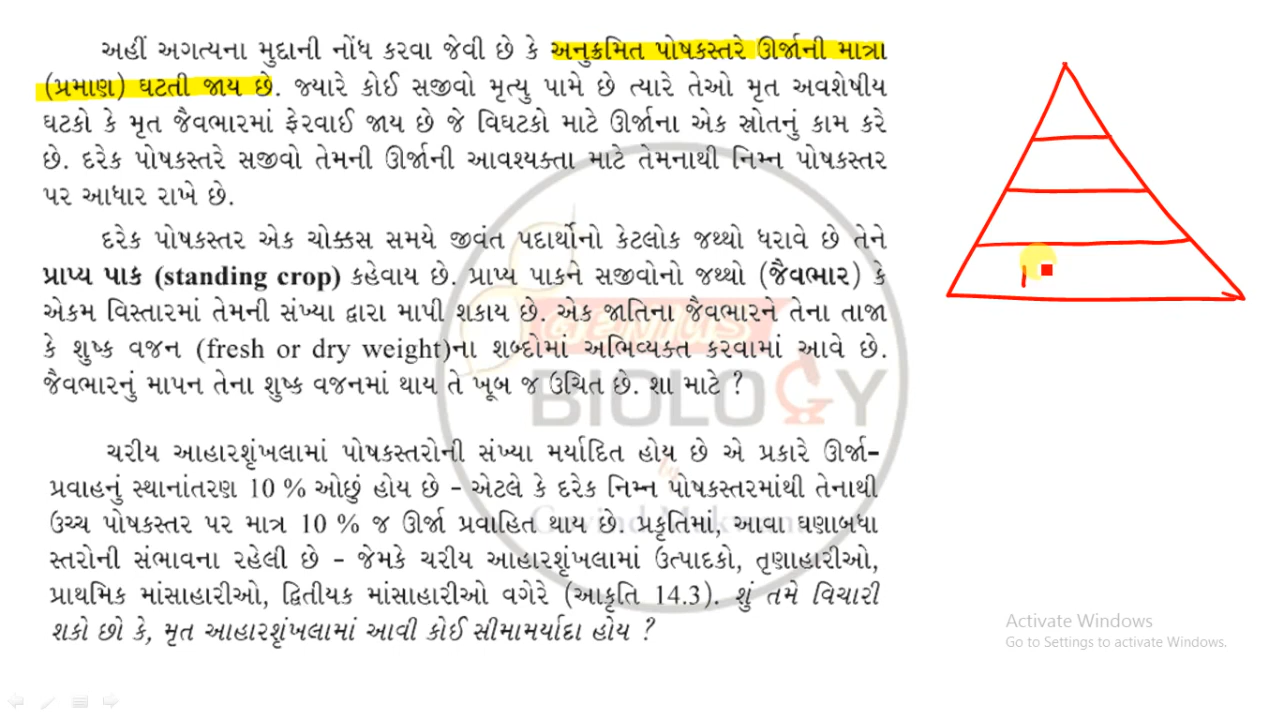 અહીં અગત્યના મુદ્દાની નોંધ કરવા જેવી છે કે અનુક્રમિત પોષકસ્તરે ઊર્જાની માત્રા
(પ્રમાણ) ઘટતી જાય છે. જ્યારે કોઈ સજીવો મૃત્યુ પામે છે ત્યારે તેઓ મૃત અવશેષીય
ઘટકો કે મૃત જૈવભારમાં ફેરવાઈ જાય છે જે વિઘટકો માટે ઊર્જાના એક સ્રોતનું કામ કરે
છે. દરેક પોષકસ્તરે સજીવો તેમની ઊર્જાની આવશ્યક્તા માટે તેમનાથી નિમ્ન પોષકસ્તર
પર આધાર રાખે છે.
દરેક પોષકસ્તર એક ચોક્કસ સમયે જીવંત પદાર્થોનો કેટલોક જથ્થો ધરાવે છે તેને
પ્રાપ્ય પાક (standing crop) કહેવાય છે. પ્રાપ્ય પાકને સજીવોનો જથ્થો (જૈવભાર) કે
એકમ વિસ્તારમાં તેમની સંખ્યા દ્વારા માપી શકાય છે. એક જાતિના જૈવભારને તેના તાજા
કે શુષ્ક વજન (fresh or dry weight)ના શબ્દોમાં અભિવ્યક્ત કરવામાં આવે છે.
જૈવભારનું માપન તેના શુષ્ક વજનમાં થાય તે ખૂબ જ ઉચિત છે. શા માટે ?
BIOLOGY
ચરીય આહારશૃંખલામાં પોષકસ્તરોની સંખ્યા મર્યાદિત હોય છે એ પ્રકારે ઊર્જા-
પ્રવાહનું સ્થાનાંતરણ 10 % ઓછું હોય છે - એટલે કે દરેક નિમ્ન પોષકસ્તરમાંથી તેનાથી
ઉચ્ચ પોષકસ્તર પર માત્ર 10 % જ ઊર્જા પ્રવાહિત થાય છે. પ્રકૃતિમાં, આવા ઘણાબધા
સ્તરોની સંભાવના રહેલી છે - જેમકે ચરીય આહારશૃંખલામાં ઉત્પાદકો, તૃણાહારીઓ,
પ્રાથમિક માંસાહારીઓ, દ્વિતીયક માંસાહારીઓ વગેરે (આકૃતિ 14.3). શું તમે વિચારી
શકો છો કે, મૃત આહારશૃંખલામાં આવી કોઈ સીમામર્યાદા હોય ?
Activate Windows
Go to Settings to activate Windows.